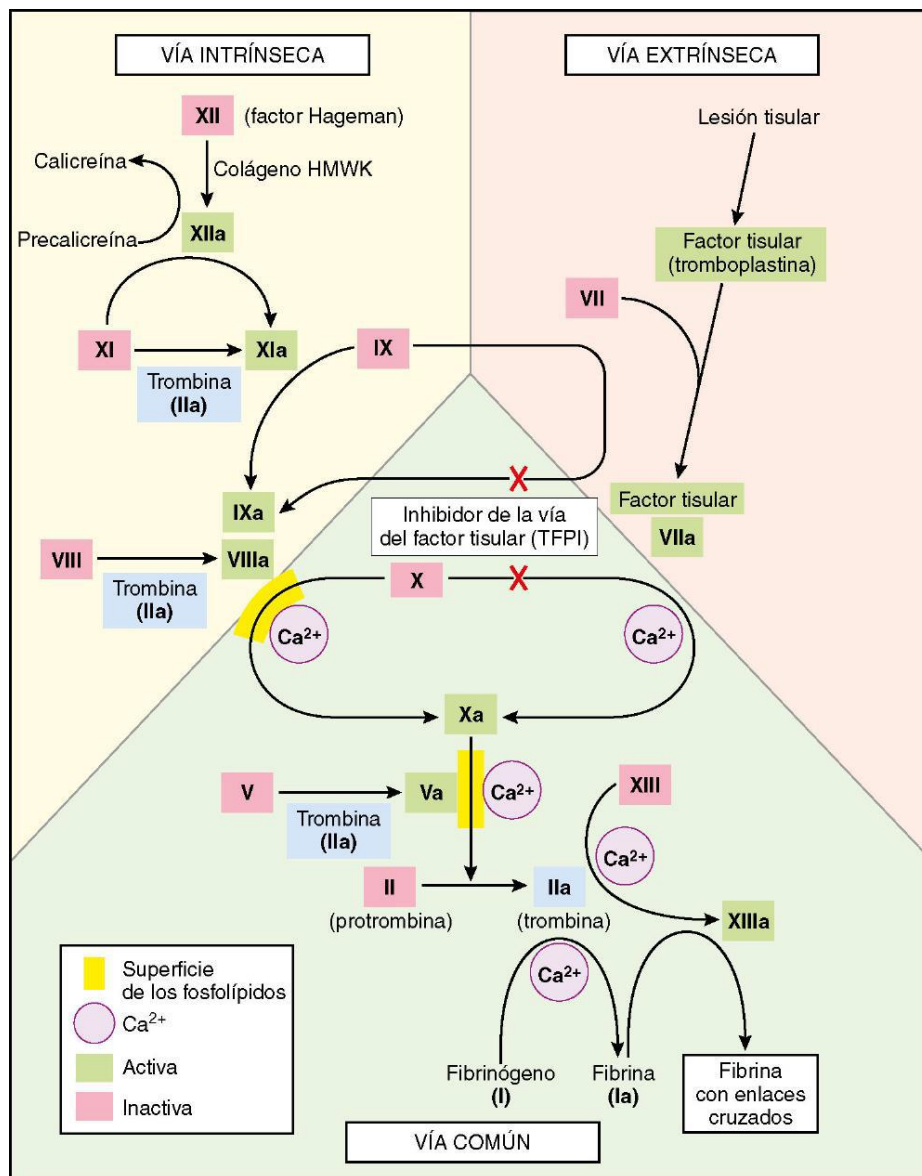 VÍA INTRÍNSECA
VÍA EXTRÍNSECA
XII (factor Hageman)
Lesión tisular
Calicreína
Colágeno HMWK
Precalicreína
XIIa
Factor tisular
(tromboplastina)
VII
XI
XIa
IX
Trombina
(IIa)
IXa
Inhibidor de la vía
del factor tisular (TFPI)
Factor tisular
VIIa
VIII
VIIIa
Trombina
(IIa)
X
Ca2+
Ca2+
Xa
V
Va
Ca2+
XIII
Trombina
(IIa)
Ca2+
II
(protrombina)
IIa
(trombina)
XIIIa
Ca2+
Superficie
de los fosfolípidos
Ca2+
Activa
Inactiva
Fibrinógeno
(I)
Fibrina
(Ia)
Fibrina
con enlaces
cruzados
VÍA COMÚN